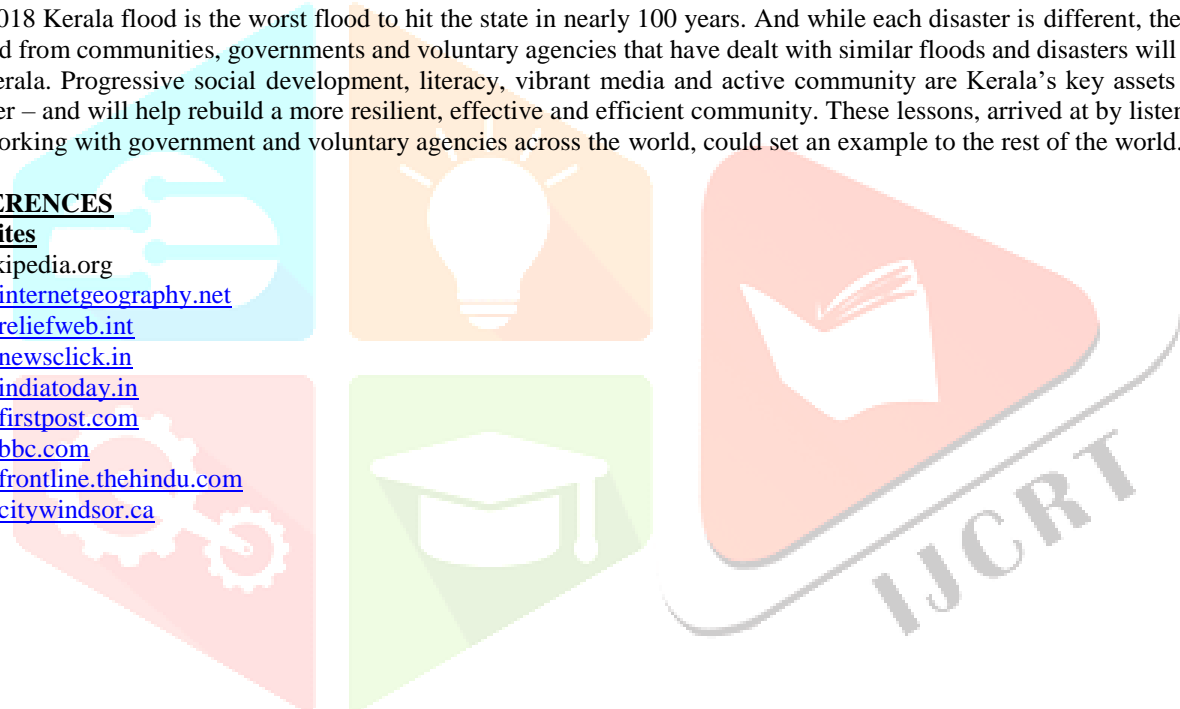 018 Kerala flood is the worst flood to hit the state in nearly 100 years. And while each disaster is different, the
d from communities, governments and voluntary agencies that have dealt with similar floods and disasters will
erala. Progressive social development, literacy, vibrant media and active community are Kerala’s key assets
er – and will help rebuild a more resilient, effective and efficient community. These lessons, arrived at by listen
orking with government and voluntary agencies across the world, could set an example to the rest of the world.
ERENCES
ites
kipedia.org
internetgeography.net
reliefweb.int
newsclick.in
indiatoday.in
firstpost.com
bbc.com
frontline.thehindu.com
citywindsor.ca
IJCRT